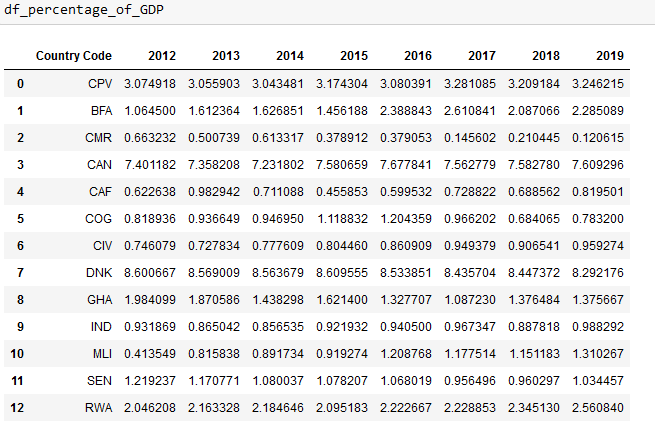 df_percentage_of_GDP
Country Code 2012 2013 2014 2015 2016 2017 2018 2019
0 CPV 3.074918 3.055903 3.043481 3.174304 3.080391 3.281085 3.209184 3.246215
1 BFA 1.064500 1.612364 1.626851 1.456188 2.388843 2.610841 2.087066 2.285089
2 CMR 0.663232 0.500739 0.613317 0.378912 0.379053 0.145602 0.210445 0.120615
3 CAN 7.401182 7.358208 7.231802 7.580659 7.677841 7.562779 7.582780 7.609296
4 CAF 0.622638 0.982942 0.711088 0.455853 0.599532 0.728822 0.688562 0.819501
5 COG 0.818936 0.936649 0.946950 1.118832 1.204359 0.966202 0.684065 0.783200
6 CIV 0.746079 0.727834 0.777609 0.804460 0.860909 0.949379 0.906541 0.959274
7 DNK 8.600667 8.569009 8.563679 8.609555 8.533851 8.435704 8.447372 8.292176
8 GHA 1.984099 1.870586 1.438298 1.621400 1.327707 1.087230 1.376484 1.375667
9 IND 0.931869 0.865042 0.856535 0.921932 0.940500 0.967347 0.887818 0.988292
10 MLI 0.413549 0.815838 0.891734 0.919274 1.208768 1.177514 1.151183 1.310267
11 SEN 1.219237 1.170771 1.080037 1.078207 1.068019 0.956496 0.960297 1.034457
12 RWA 2.046208 2.163328 2.184646 2.095183 2.222667 2.228853 2.345130 2.560840